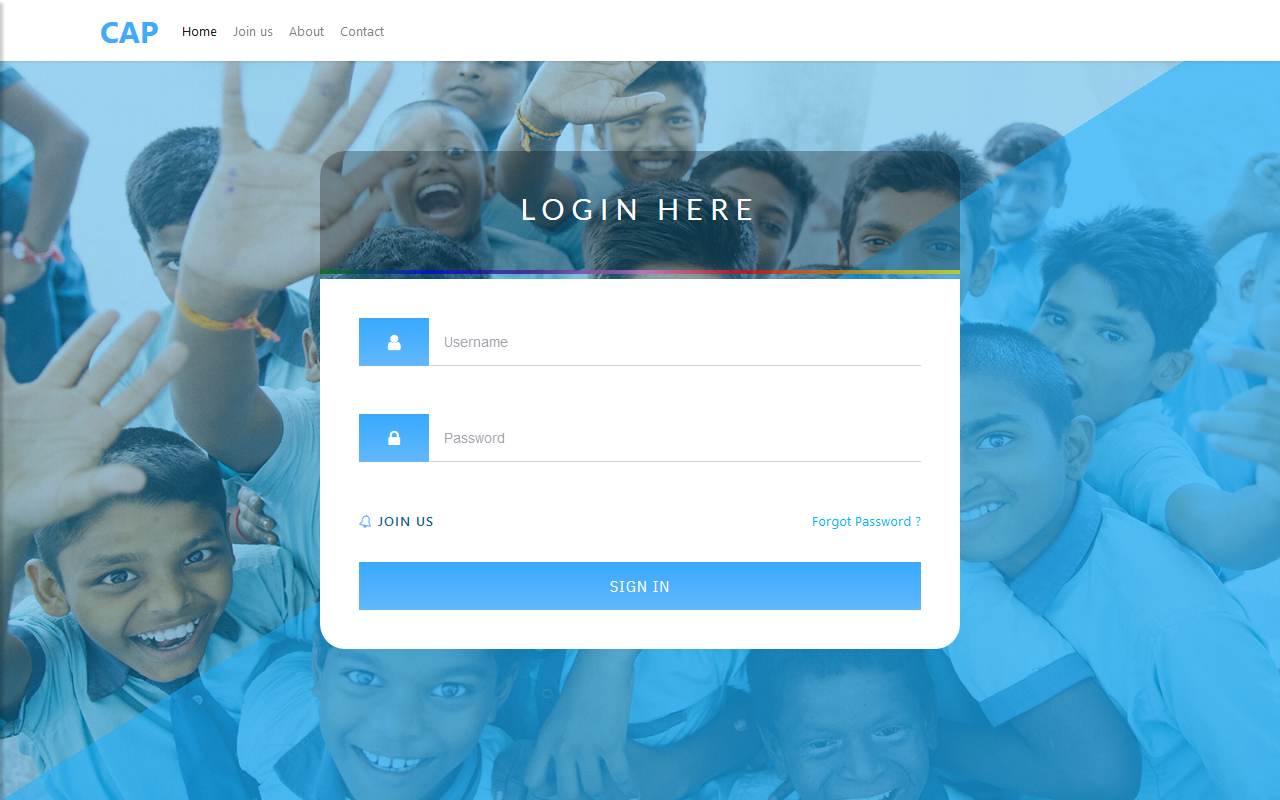 CAP
Home Join us About Contact
LOGIN HERE
Username
Password
JOIN US Forgot Password ?
SIGN IN